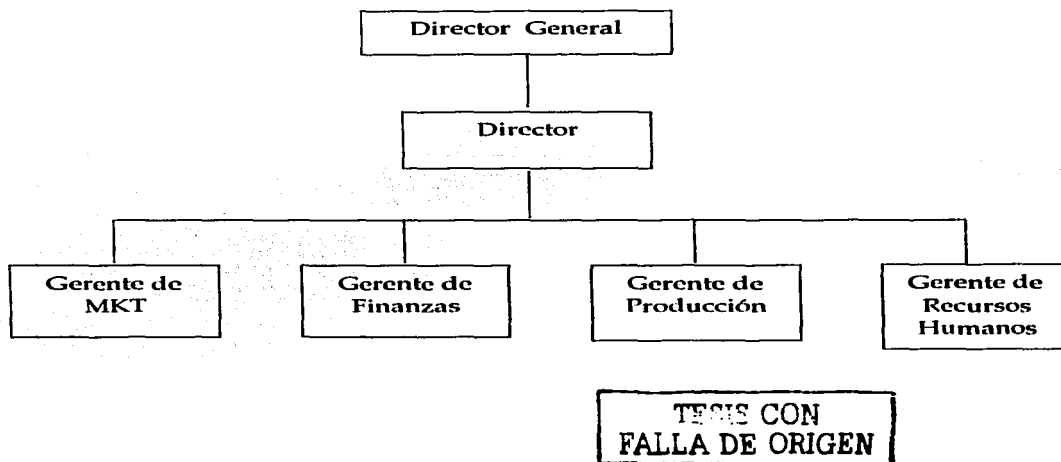 Director General
Director
Gerente de
MKT
Gerente de
Finanzas
Gerente de
Producción
Gerente de
Recursos
Humanos
TESIS CON
FALLA DE ORIGEN